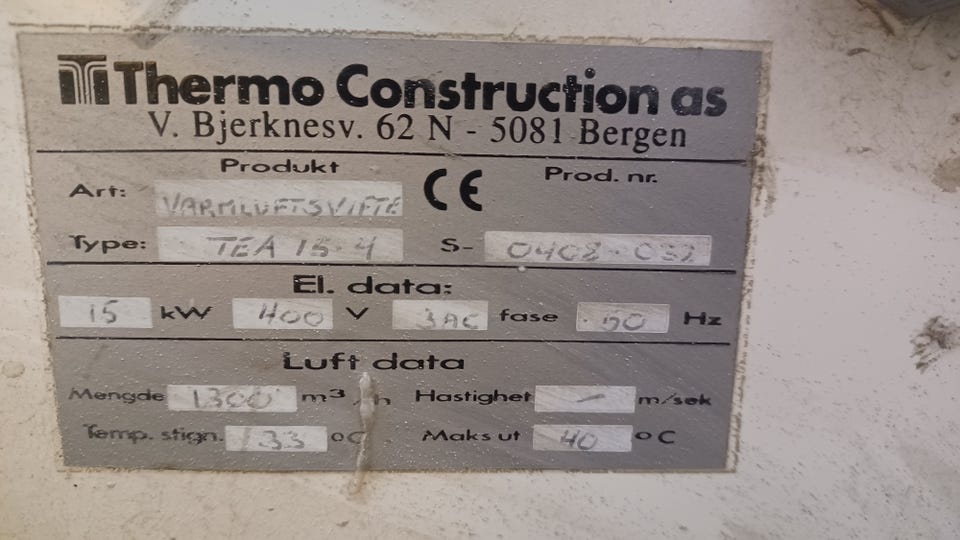 Thermo Construction as
V. Bjerknesv. 62 N - 5081 Bergen
Produkt CE Prod. nr.
Art: VARMLUFTSVIFTE
Type: TEA 15-4 S-
El. data:
15 kW 400 V 3AC fase 50 Hz
Luft data
Mengde 1300 m³/h Hastighet - m/sek
Temp. stign. 33 °C Maks ut 40 °C